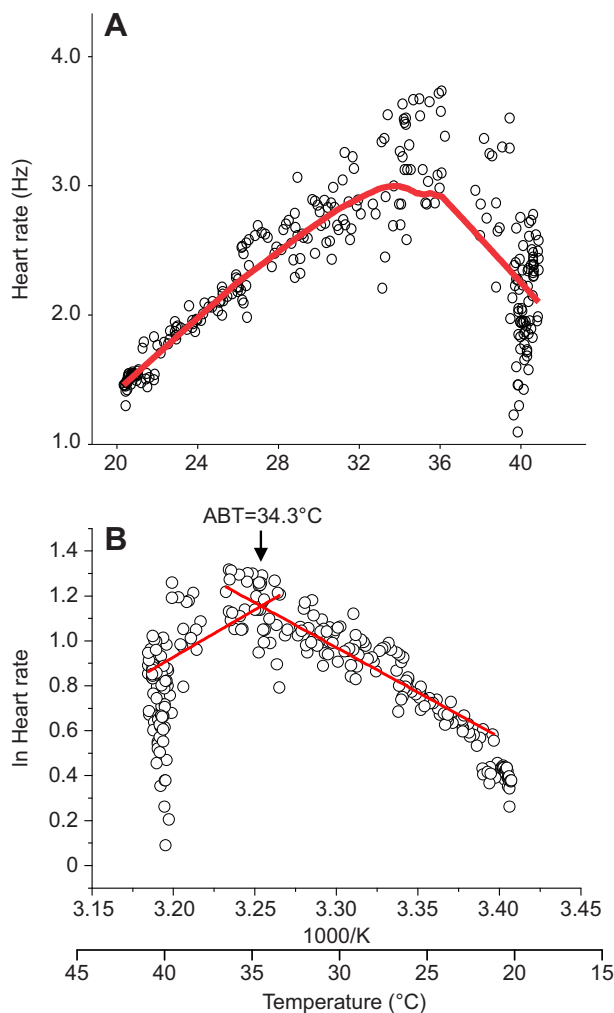 A
4.0
3.0
2.0
1.0
Heart rate (Hz)
20 24 28 32 36 40
B
ABT=34.3°C
1.4
1.2
1.0
0.8
0.6
0.4
0.2
0
ln Heart rate
3.15 3.20 3.25 3.30 3.35 3.40 3.45
1000/K
45 40 35 30 25 20 15
Temperature (°C)